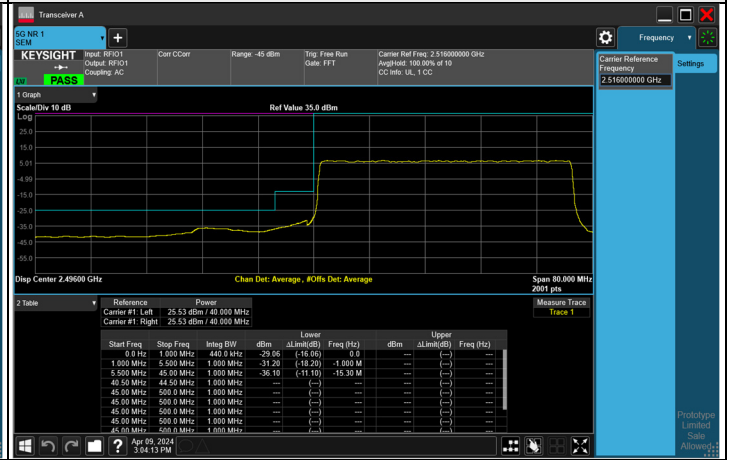 Transceiver A
5G NR 1
SEM
Frequency
KEYSIGHT
Input: RFIO1
Output: RFIO1
Coupling: AC
Corr CCorr
Range: -45 dBm
Trig: Free Run
Gate: FFT
Carrier Ref Freq: 2.516000000 GHz
Avg|Hold: 100.00% of 10
CC Info: UL, 1 CC
LVI PASS
Carrier Reference
Frequency
2.516000000 GHz
Settings
1 Graph
Scale/Div 10 dB
Ref Value 35.0 dBm
Log
25.0
15.0
5.01
-4.99
-15.0
-25.0
-35.0
-45.0
-55.0
Disp Center 2.49600 GHz
Chan Det: Average , #Offs Det: Average
Span 80.000 MHz
2001 pts
2 Table
Reference Power
Carrier #1: Left 25.53 dBm / 40.000 MHz
Carrier #1: Right 25.53 dBm / 40.000 MHz
Measure Trace
Trace 1
Lower Upper
Start Freq Stop Freq Integ BW dBm ΔLimit(dB) Freq (Hz) dBm ΔLimit(dB) Freq (Hz)
0.0 Hz 1.000 MHz 440.0 kHz -29.06 (-16.06) 0.0 --- (---) ---
1.000 MHz 5.500 MHz 1.000 MHz -31.20 (-18.20) -1.000 M --- (---) ---
5.500 MHz 45.00 MHz 1.000 MHz -36.10 (-11.10) -15.30 M --- (---) ---
40.50 MHz 44.50 MHz 1.000 MHz --- (---) --- (---) ---
45.00 MHz 500.0 MHz 1.000 MHz --- (---) --- (---) ---
45.00 MHz 500.0 MHz 1.000 MHz --- (---) --- (---) ---
45.00 MHz 500.0 MHz 1.000 MHz --- (---) --- (---) ---
45.00 MHz 500.0 MHz 1.000 MHz --- (---) --- (---) ---
45.00 MHz 500.0 MHz 1.000 MHz --- (---) --- (---) ---
Prototype
Limited
Sale
Allowed
Apr 09, 2024
3:04:13 PM